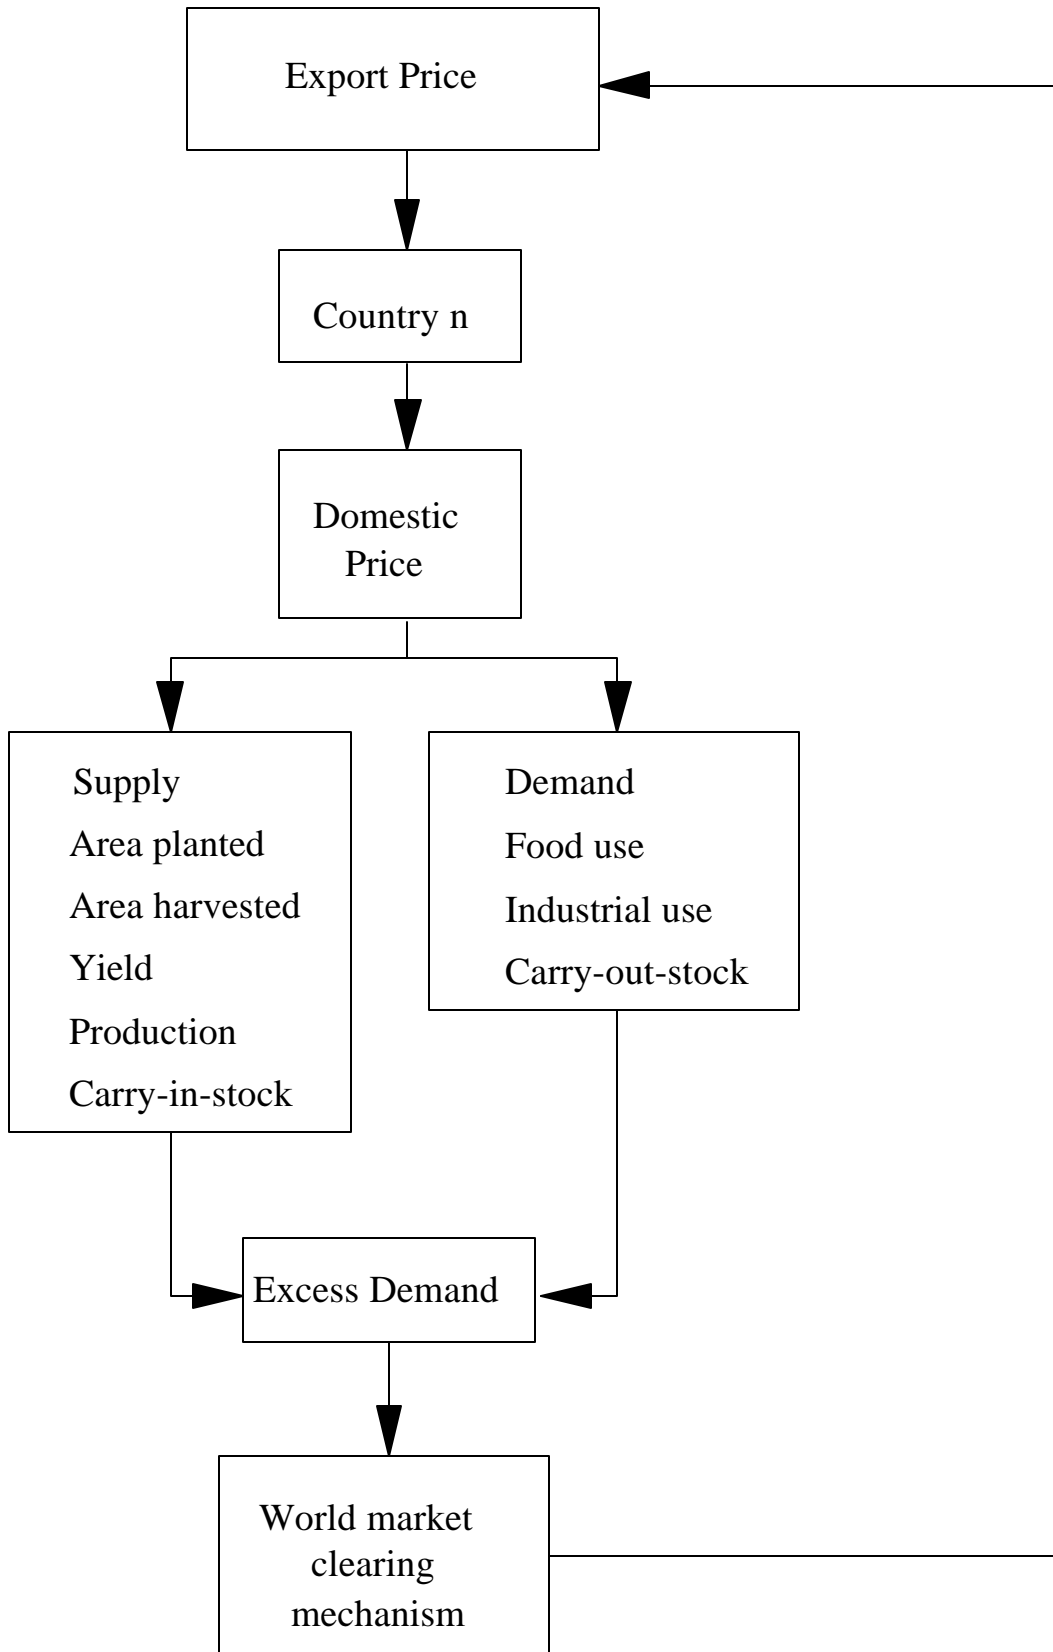 Export Price
Country n
Domestic
Price
Supply
Area planted
Area harvested
Yield
Production
Carry-in-stock
Demand
Food use
Industrial use
Carry-out-stock
Excess Demand
World market
clearing
mechanism